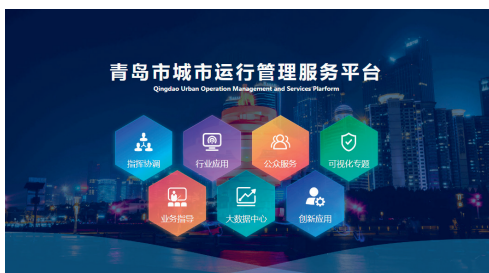 青岛市城市运行管理服务平台
Qingdao Urban Operation Management and Services Plarform
指挥协调
行业应用
公众服务
可视化专题
业务指导
大数据中心
创新应用